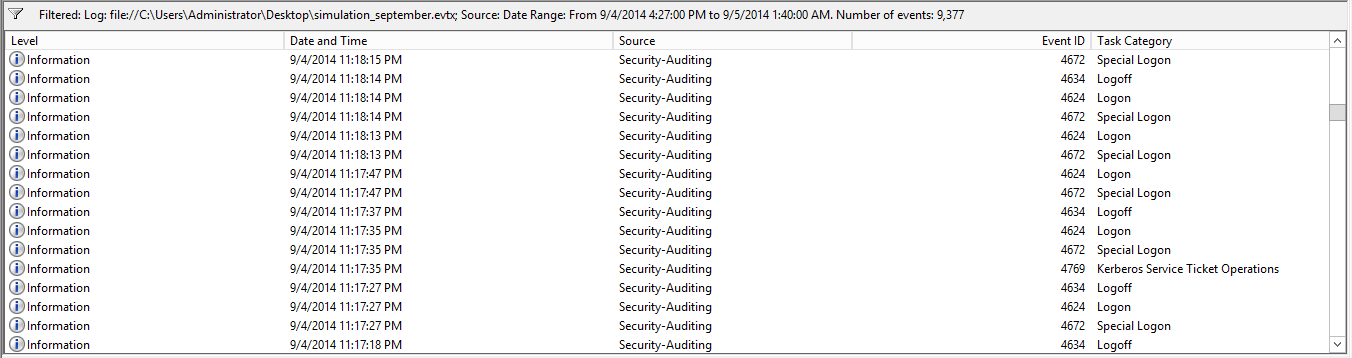 Filtered: Log: file://C:\Users\Administrator\Desktop\simulation_september.evtx; Source: Date Range: From 9/4/2014 4:27:00 PM to 9/5/2014 1:40:00 AM. Number of events: 9,377
Level Date and Time Source Event ID Task Category
Information 9/4/2014 11:18:15 PM Security-Auditing 4672 Special Logon
Information 9/4/2014 11:18:14 PM Security-Auditing 4634 Logoff
Information 9/4/2014 11:18:14 PM Security-Auditing 4624 Logon
Information 9/4/2014 11:18:14 PM Security-Auditing 4672 Special Logon
Information 9/4/2014 11:18:13 PM Security-Auditing 4624 Logon
Information 9/4/2014 11:18:13 PM Security-Auditing 4672 Special Logon
Information 9/4/2014 11:17:47 PM Security-Auditing 4624 Logon
Information 9/4/2014 11:17:47 PM Security-Auditing 4672 Special Logon
Information 9/4/2014 11:17:37 PM Security-Auditing 4634 Logoff
Information 9/4/2014 11:17:35 PM Security-Auditing 4624 Logon
Information 9/4/2014 11:17:35 PM Security-Auditing 4672 Special Logon
Information 9/4/2014 11:17:35 PM Security-Auditing 4769 Kerberos Service Ticket Operations
Information 9/4/2014 11:17:27 PM Security-Auditing 4634 Logoff
Information 9/4/2014 11:17:27 PM Security-Auditing 4624 Logon
Information 9/4/2014 11:17:27 PM Security-Auditing 4672 Special Logon
Information 9/4/2014 11:17:18 PM Security-Auditing 4634 Logoff